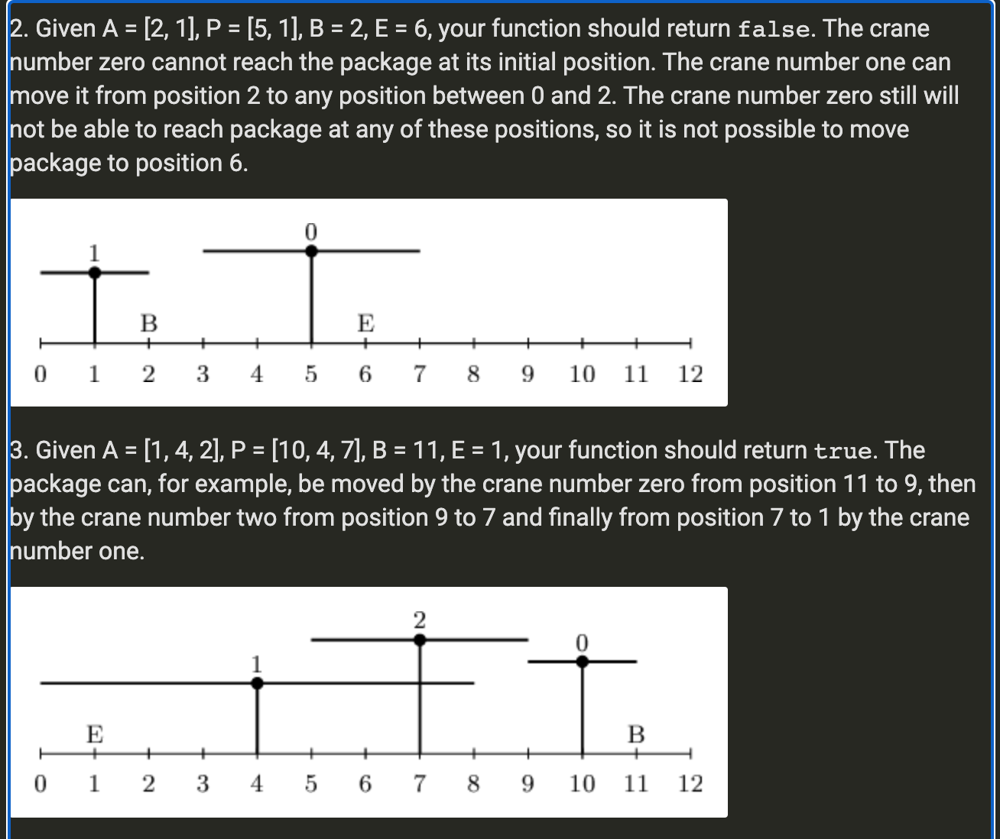 2. Given A = [2, 1], P = [5, 1], B = 2, E = 6, your function should return false. The crane
number zero cannot reach the package at its initial position. The crane number one can
move it from position 2 to any position between 0 and 2. The crane number zero still will
not be able to reach package at any of these positions, so it is not possible to move
package to position 6.
0
1
B E
0 1 2 3 4 5 6 7 8 9 10 11 12
3. Given A = [1, 4, 2], P = [10, 4, 7], B = 11, E = 1, your function should return true. The
package can, for example, be moved by the crane number zero from position 11 to 9, then
by the crane number two from position 9 to 7 and finally from position 7 to 1 by the crane
number one.
2
0
1
E B
0 1 2 3 4 5 6 7 8 9 10 11 12